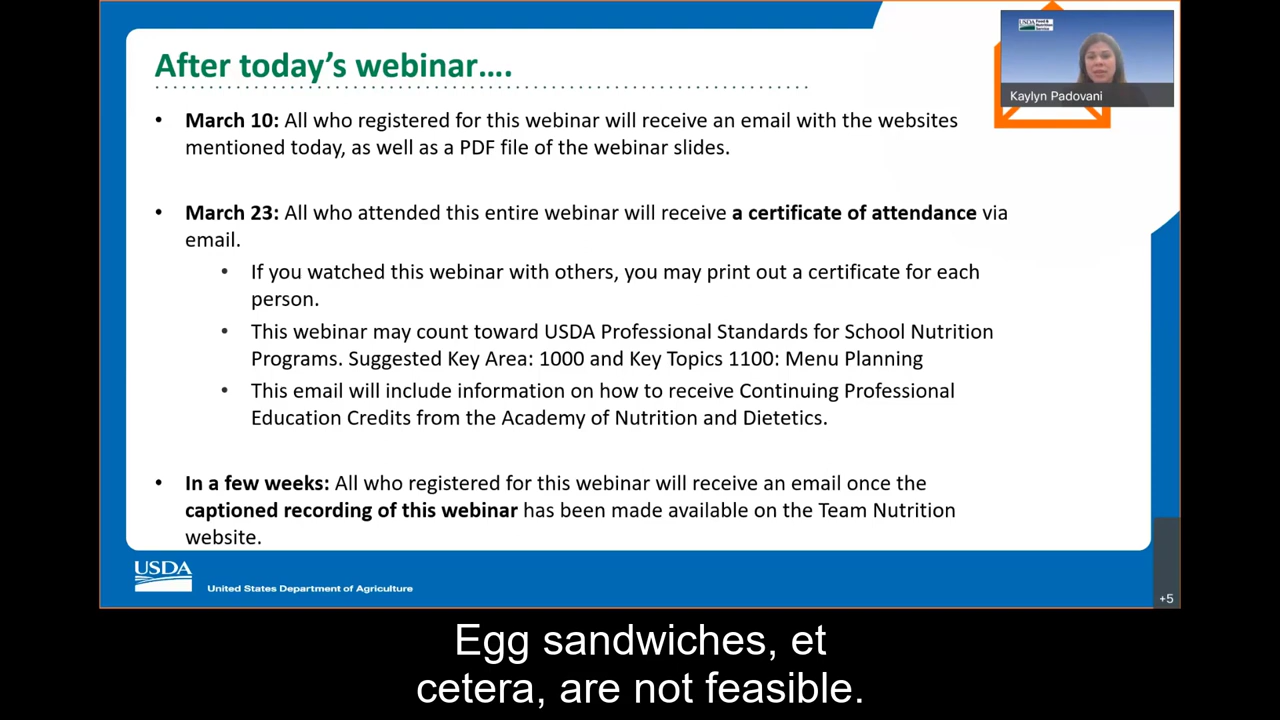 After today’s webinar….
• March 10: All who registered for this webinar will receive an email with the websites
mentioned today, as well as a PDF file of the webinar slides.
• March 23: All who attended this entire webinar will receive a certificate of attendance via
email.
• If you watched this webinar with others, you may print out a certificate for each
person.
• This webinar may count toward USDA Professional Standards for School Nutrition
Programs. Suggested Key Area: 1000 and Key Topics 1100: Menu Planning
• This email will include information on how to receive Continuing Professional
Education Credits from the Academy of Nutrition and Dietetics.
• In a few weeks: All who registered for this webinar will receive an email once the
captioned recording of this webinar has been made available on the Team Nutrition
website.
USDA Food &
Nutrition
Service
Kaylyn Padovani
USDA
United States Department of Agriculture
+5
Egg sandwiches, et
cetera, are not feasible.